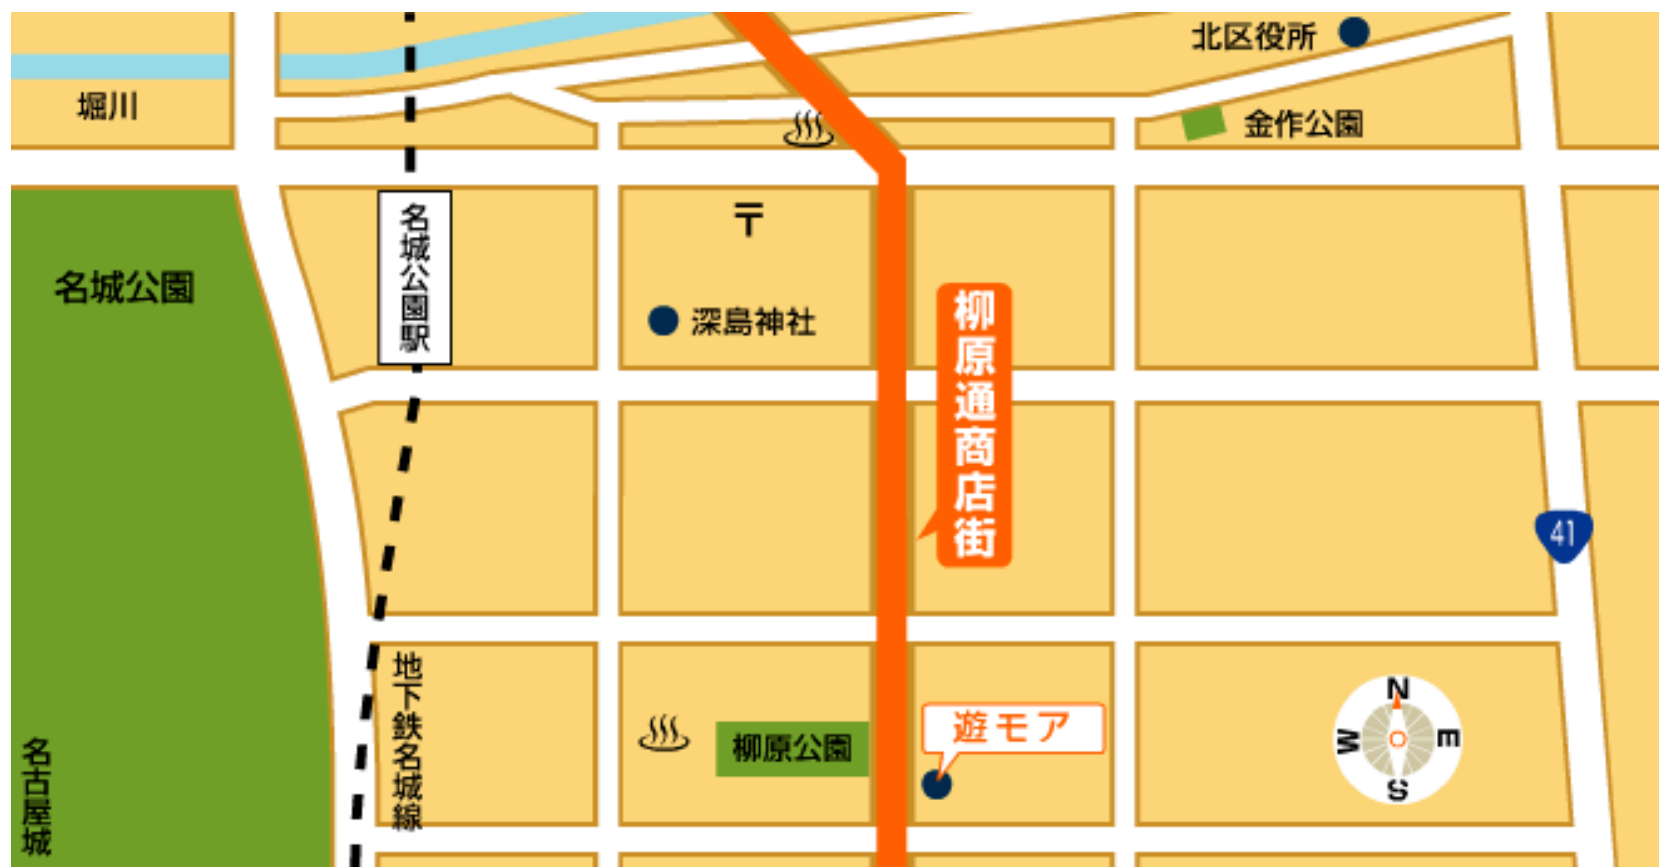 北区役所
堀川
金作公園
名城公園駅
〒
名城公園
深島神社
柳原通商店街
41
地下鉄名城線
遊モア
柳原公園
名古屋城
N
W
E
S